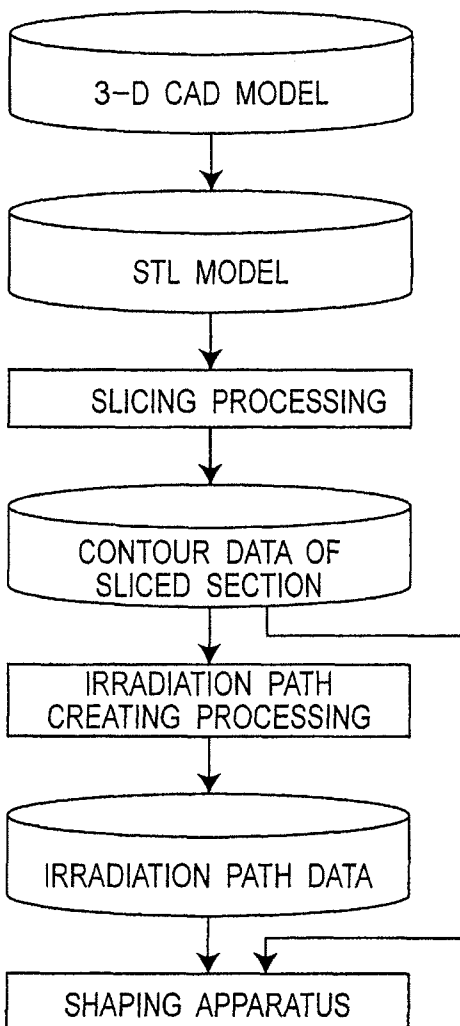 3-D CAD MODEL
STL MODEL
SLICING PROCESSING
CONTOUR DATA OF
SLICED SECTION
IRRADIATION PATH
CREATING PROCESSING
IRRADIATION PATH DATA
SHAPING APPARATUS